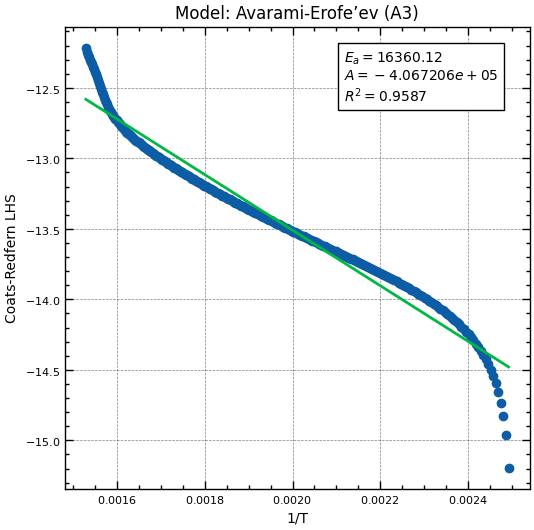 Model: Avarami-Erofe'ev (A3)
E_a = 16360.12
A = −4.067206e + 05
R² = 0.9587
−12.5
−13.0
−13.5
−14.0
−14.5
−15.0
Coats-Redfern LHS
0.0016 0.0018 0.0020 0.0022 0.0024
1/T